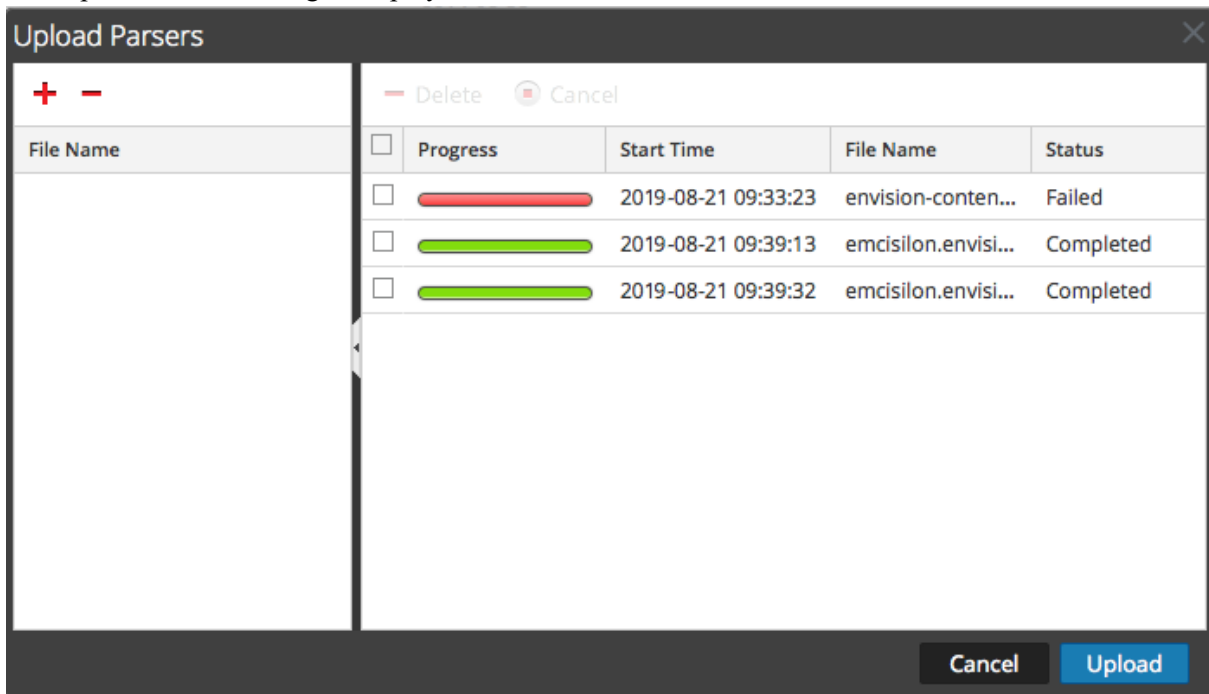 Upload Parsers
Delete Cancel
File Name
Progress Start Time File Name Status
2019-08-21 09:33:23 envision-conten... Failed
2019-08-21 09:39:13 emcisilon.envisi... Completed
2019-08-21 09:39:32 emcisilon.envisi... Completed
Cancel Upload